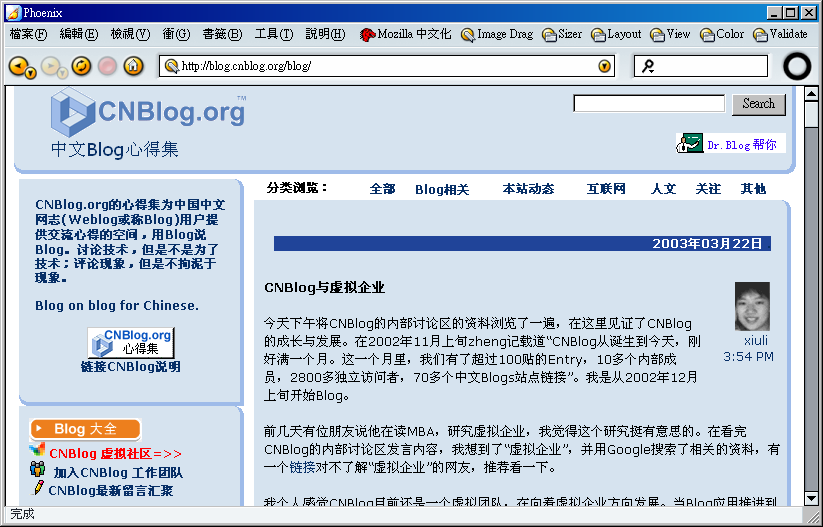 Phoenix
檔案(F) 編輯(E) 檢視(V) 衝(G) 書籤(B) 工具(T) 說明(H) Mozilla 中文化 Image Drag Sizer Layout View Color Validate
http://blog.cnblog.org/blog/
CNBlog.org™
中文Blog心得集
Search
Dr.Blog 帮你
CNBlog.org的心得集为中国中文
网志(Weblog或称Blog)用户提
供交流心得的空间，用Blog说
Blog。讨论技术，但是不是为了
技术；评论现象，但是不拘泥于
现象。
Blog on blog for Chinese.
CNBlog.org
心得集
链接CNBlog说明
Blog 大全
CNBlog 虚拟社区=>>
加入CNBlog 工作团队
CNBlog最新留言汇聚
分类浏览： 全部 Blog相关 本站动态 互联网 人文 关注 其他
2003年03月22日
CNBlog与虚拟企业
xiuli
3:54 PM
今天下午将CNBlog的内部讨论区的资料浏览了一遍，在这里见证了CNBlog
的成长与发展。在2002年11月上旬zheng记载道“CNBlog从诞生到今天，刚
好满一个月。这一个月里，我们有了超过100贴的Entry，10多个内部成
员，2800多独立访问者，70多个中文Blogs站点链接”。我是从2002年12月
上旬开始Blog。
前几天有位朋友说他在读MBA，研究虚拟企业，我觉得这个研究挺有意思的。在看完
CNBlog的内部讨论区发言内容，我想到了“虚拟企业”，并用Google搜索了相关的资料，有
一个链接对不了解“虚拟企业”的网友，推荐看一下。
我个人感觉CNBlog目前还是一个虚拟团队，在向着虚拟企业方向发展。当Blog应用推进到
完成